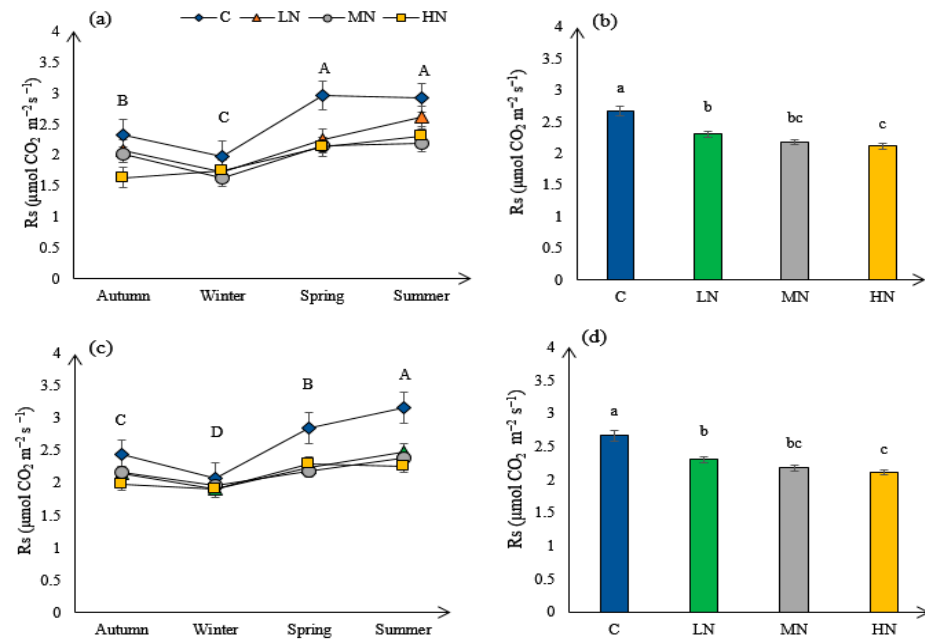 (a)
C LN MN HN
Rs (μmol CO₂ m⁻² s⁻¹)
4
3.5
3
2.5
2
1.5
1
0.5
0
B
C
A
A
Autumn Winter Spring Summer
(b)
Rs (μmol CO₂ m⁻² s⁻¹)
4
3.5
3
2.5
2
1.5
1
0.5
0
a
b
bc
c
C LN MN HN
(c)
Rs (μmol CO₂ m⁻² s⁻¹)
4
3.5
3
2.5
2
1.5
1
0.5
0
C
D
B
A
Autumn Winter Spring Summer
(d)
Rs (μmol CO₂ m⁻² s⁻¹)
4
3.5
3
2.5
2
1.5
1
0.5
0
a
b
bc
c
C LN MN HN